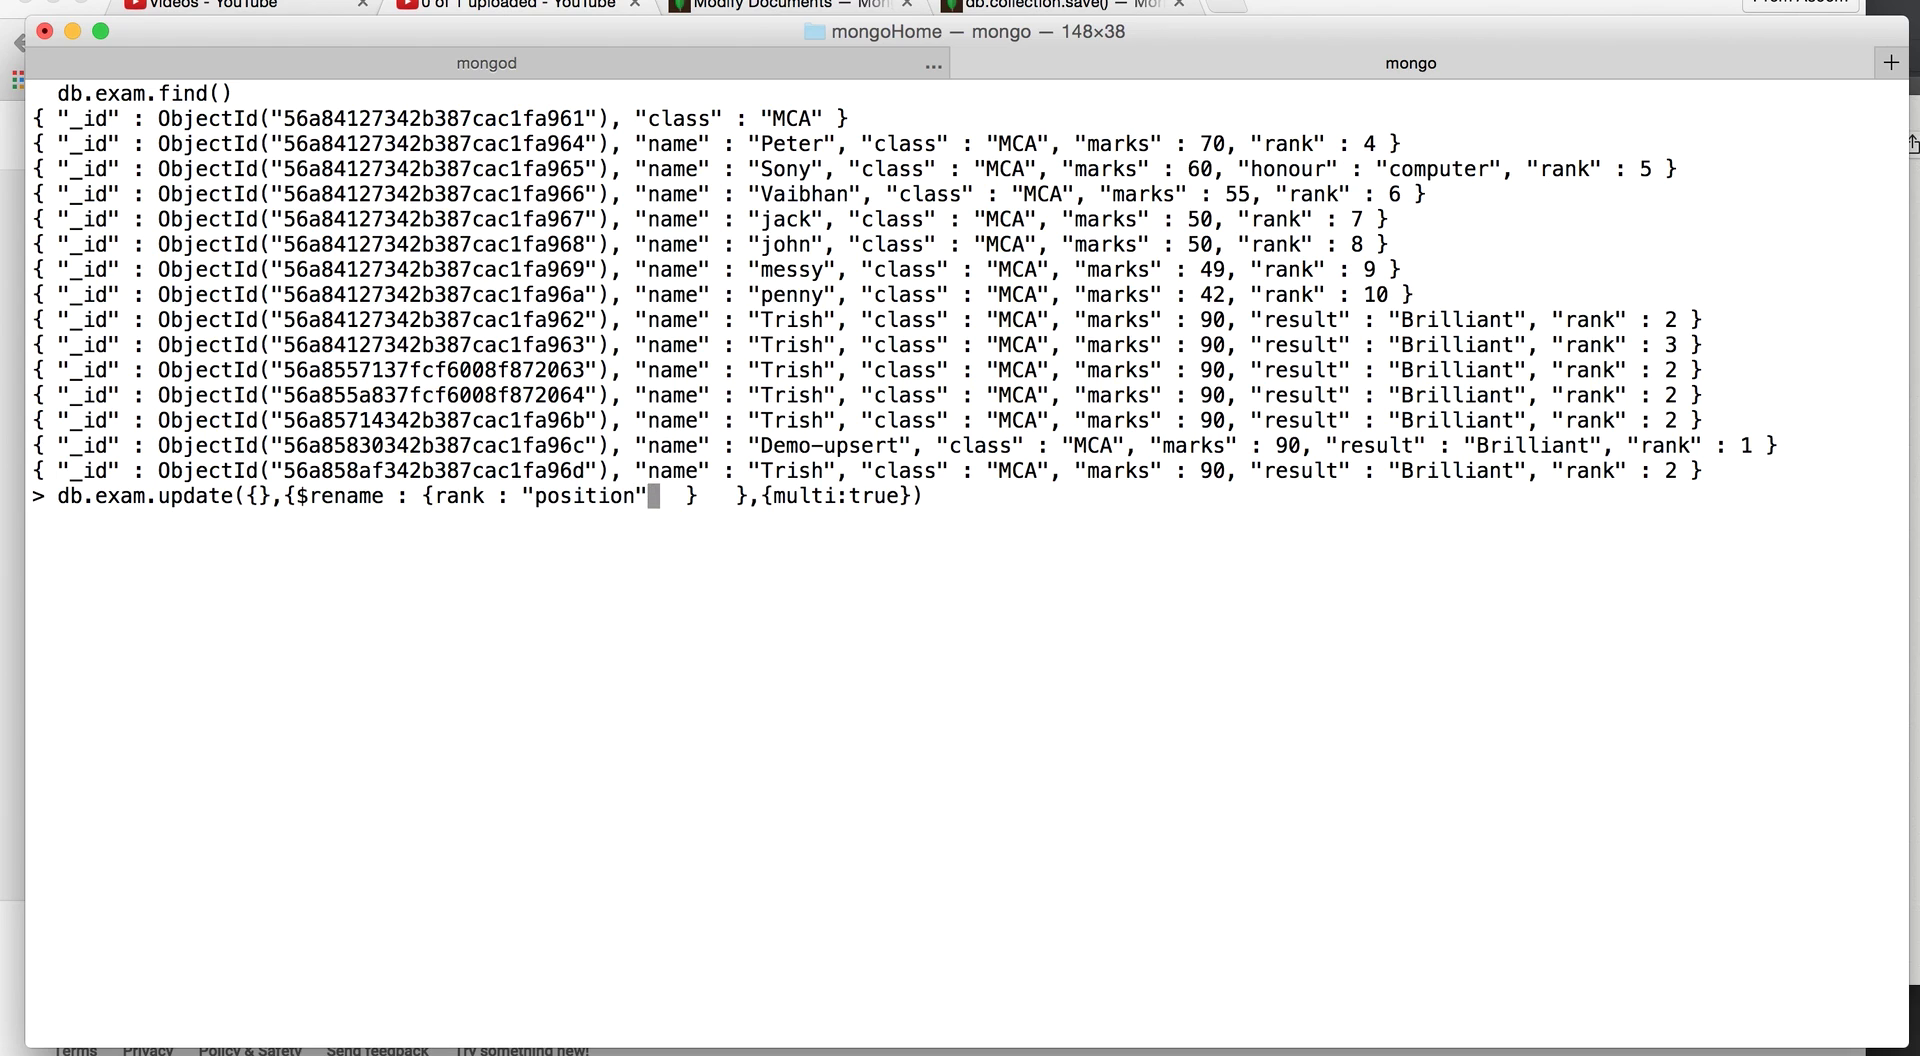 Videos - YouTube × 0 of 1 uploaded - YouTube × Modify Documents — Mon × db.collection.save() — Mon ×
mongoHome — mongo — 148×38
mongod ... mongo +
db.exam.find()
{ "_id" : ObjectId("56a84127342b387cac1fa961"), "class" : "MCA" }
{ "_id" : ObjectId("56a84127342b387cac1fa964"), "name" : "Peter", "class" : "MCA", "marks" : 70, "rank" : 4 }
{ "_id" : ObjectId("56a84127342b387cac1fa965"), "name" : "Sony", "class" : "MCA", "marks" : 60, "honour" : "computer", "rank" : 5 }
{ "_id" : ObjectId("56a84127342b387cac1fa966"), "name" : "Vaibhan", "class" : "MCA", "marks" : 55, "rank" : 6 }
{ "_id" : ObjectId("56a84127342b387cac1fa967"), "name" : "jack", "class" : "MCA", "marks" : 50, "rank" : 7 }
{ "_id" : ObjectId("56a84127342b387cac1fa968"), "name" : "john", "class" : "MCA", "marks" : 50, "rank" : 8 }
{ "_id" : ObjectId("56a84127342b387cac1fa969"), "name" : "messy", "class" : "MCA", "marks" : 49, "rank" : 9 }
{ "_id" : ObjectId("56a84127342b387cac1fa96a"), "name" : "penny", "class" : "MCA", "marks" : 42, "rank" : 10 }
{ "_id" : ObjectId("56a84127342b387cac1fa962"), "name" : "Trish", "class" : "MCA", "marks" : 90, "result" : "Brilliant", "rank" : 2 }
{ "_id" : ObjectId("56a84127342b387cac1fa963"), "name" : "Trish", "class" : "MCA", "marks" : 90, "result" : "Brilliant", "rank" : 3 }
{ "_id" : ObjectId("56a8557137fcf6008f872063"), "name" : "Trish", "class" : "MCA", "marks" : 90, "result" : "Brilliant", "rank" : 2 }
{ "_id" : ObjectId("56a855a837fcf6008f872064"), "name" : "Trish", "class" : "MCA", "marks" : 90, "result" : "Brilliant", "rank" : 2 }
{ "_id" : ObjectId("56a85714342b387cac1fa96b"), "name" : "Trish", "class" : "MCA", "marks" : 90, "result" : "Brilliant", "rank" : 2 }
{ "_id" : ObjectId("56a85830342b387cac1fa96c"), "name" : "Demo-upsert", "class" : "MCA", "marks" : 90, "result" : "Brilliant", "rank" : 1 }
{ "_id" : ObjectId("56a858af342b387cac1fa96d"), "name" : "Trish", "class" : "MCA", "marks" : 90, "result" : "Brilliant", "rank" : 2 }
> db.exam.update({},{$rename : {rank : "position"  }   },{multi:true})
Terms Privacy Policy & Safety Send feedback Try something new!